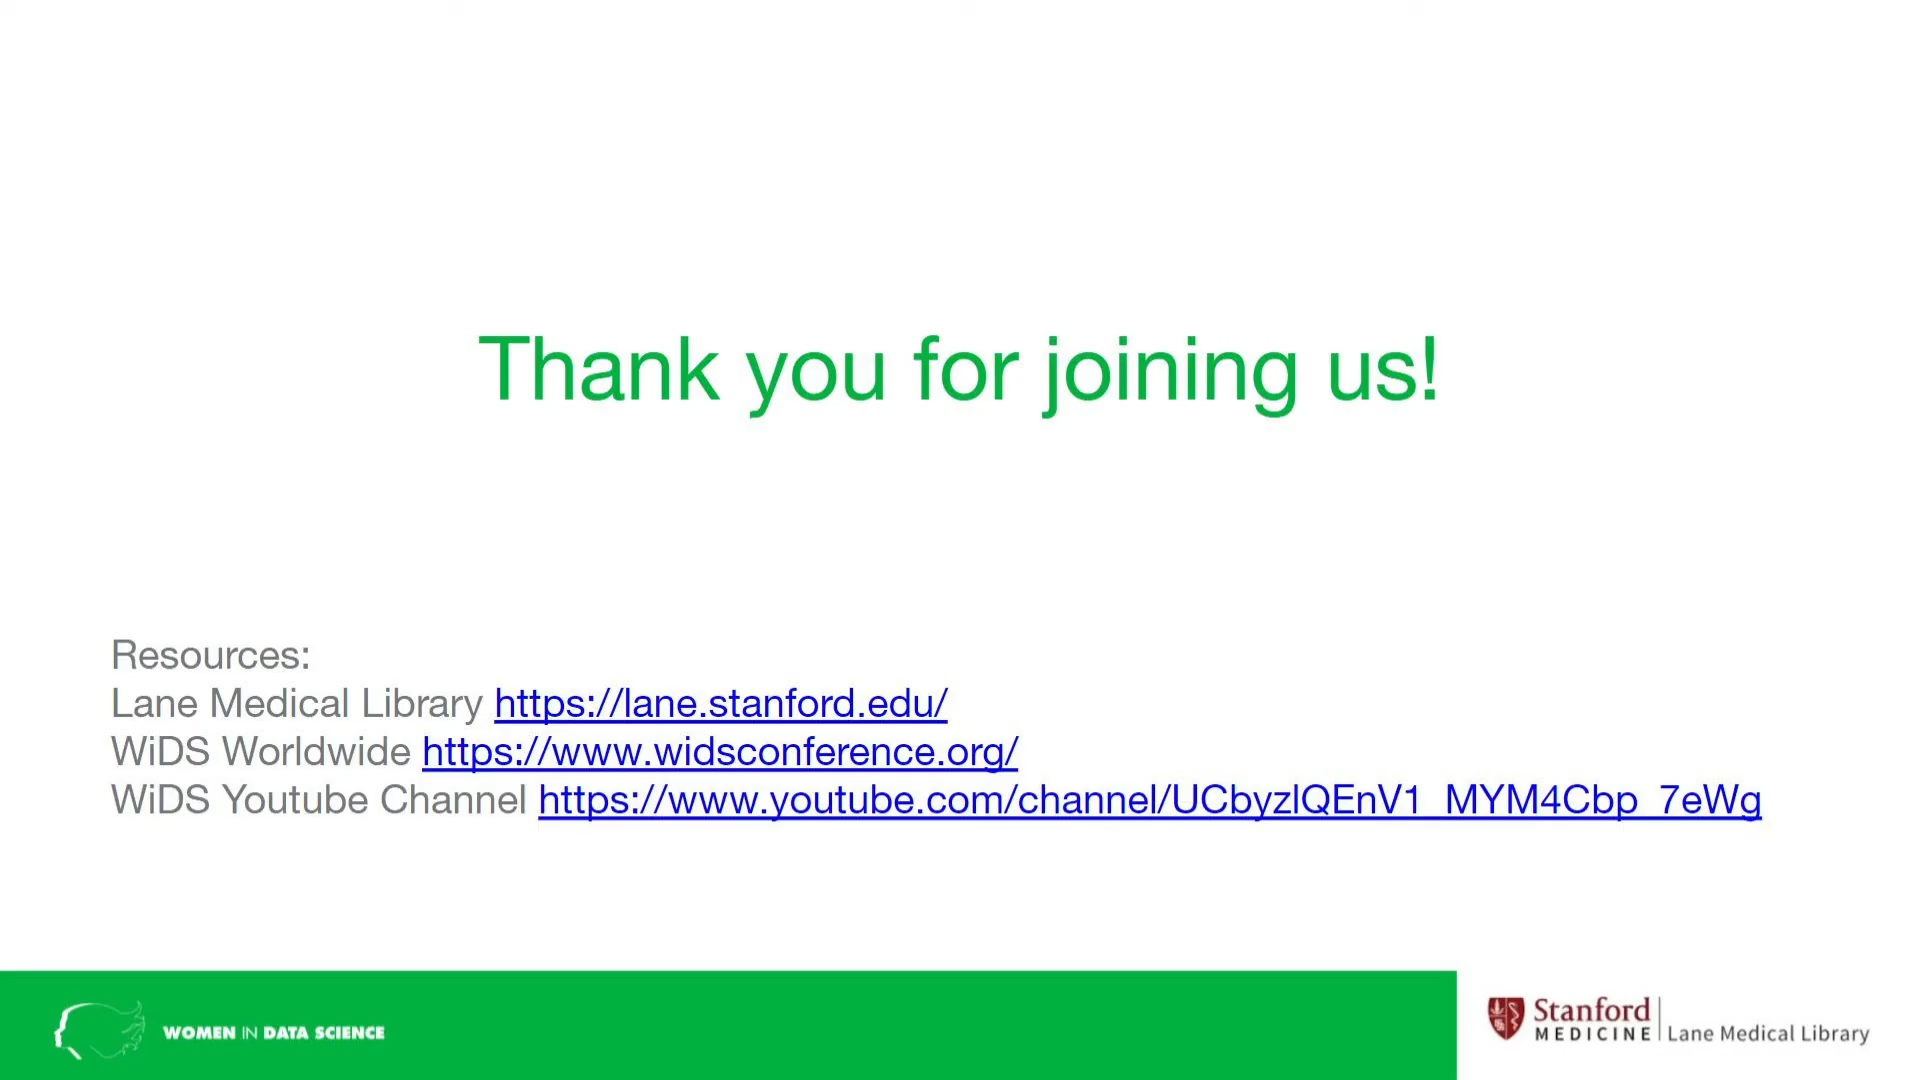 Thank you for joining us!
Resources:
Lane Medical Library https://lane.stanford.edu/
WiDS Worldwide https://www.widsconference.org/
WiDS Youtube Channel https://www.youtube.com/channel/UCbyzlQEnV1_MYM4Cbp_7eWg
WOMEN IN DATA SCIENCE
Stanford
MEDICINE
Lane Medical Library